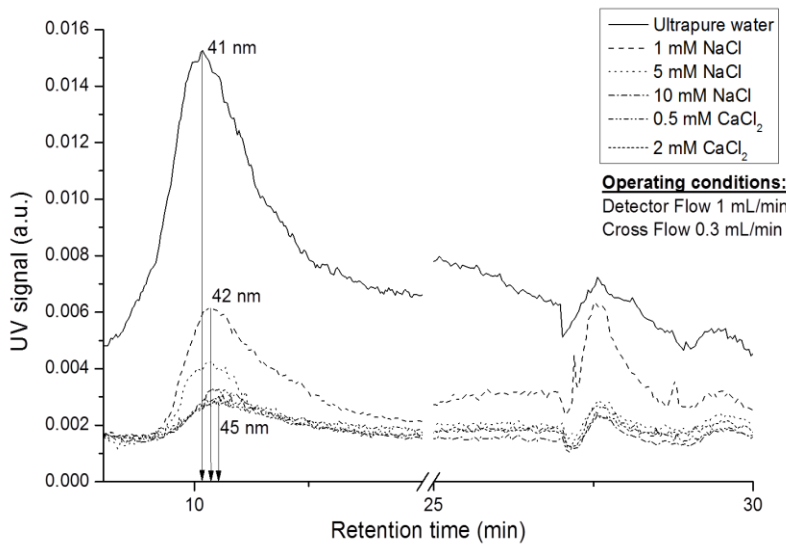 0.016
0.014
0.012
0.010
0.008
0.006
0.004
0.002
0.000
UV signal (a.u.)
41 nm
42 nm
45 nm
10
25
30
Retention time (min)
Ultrapure water
1 mM NaCl
5 mM NaCl
10 mM NaCl
0.5 mM CaCl₂
2 mM CaCl₂
Operating conditions:
Detector Flow 1 mL/min
Cross Flow 0.3 mL/min